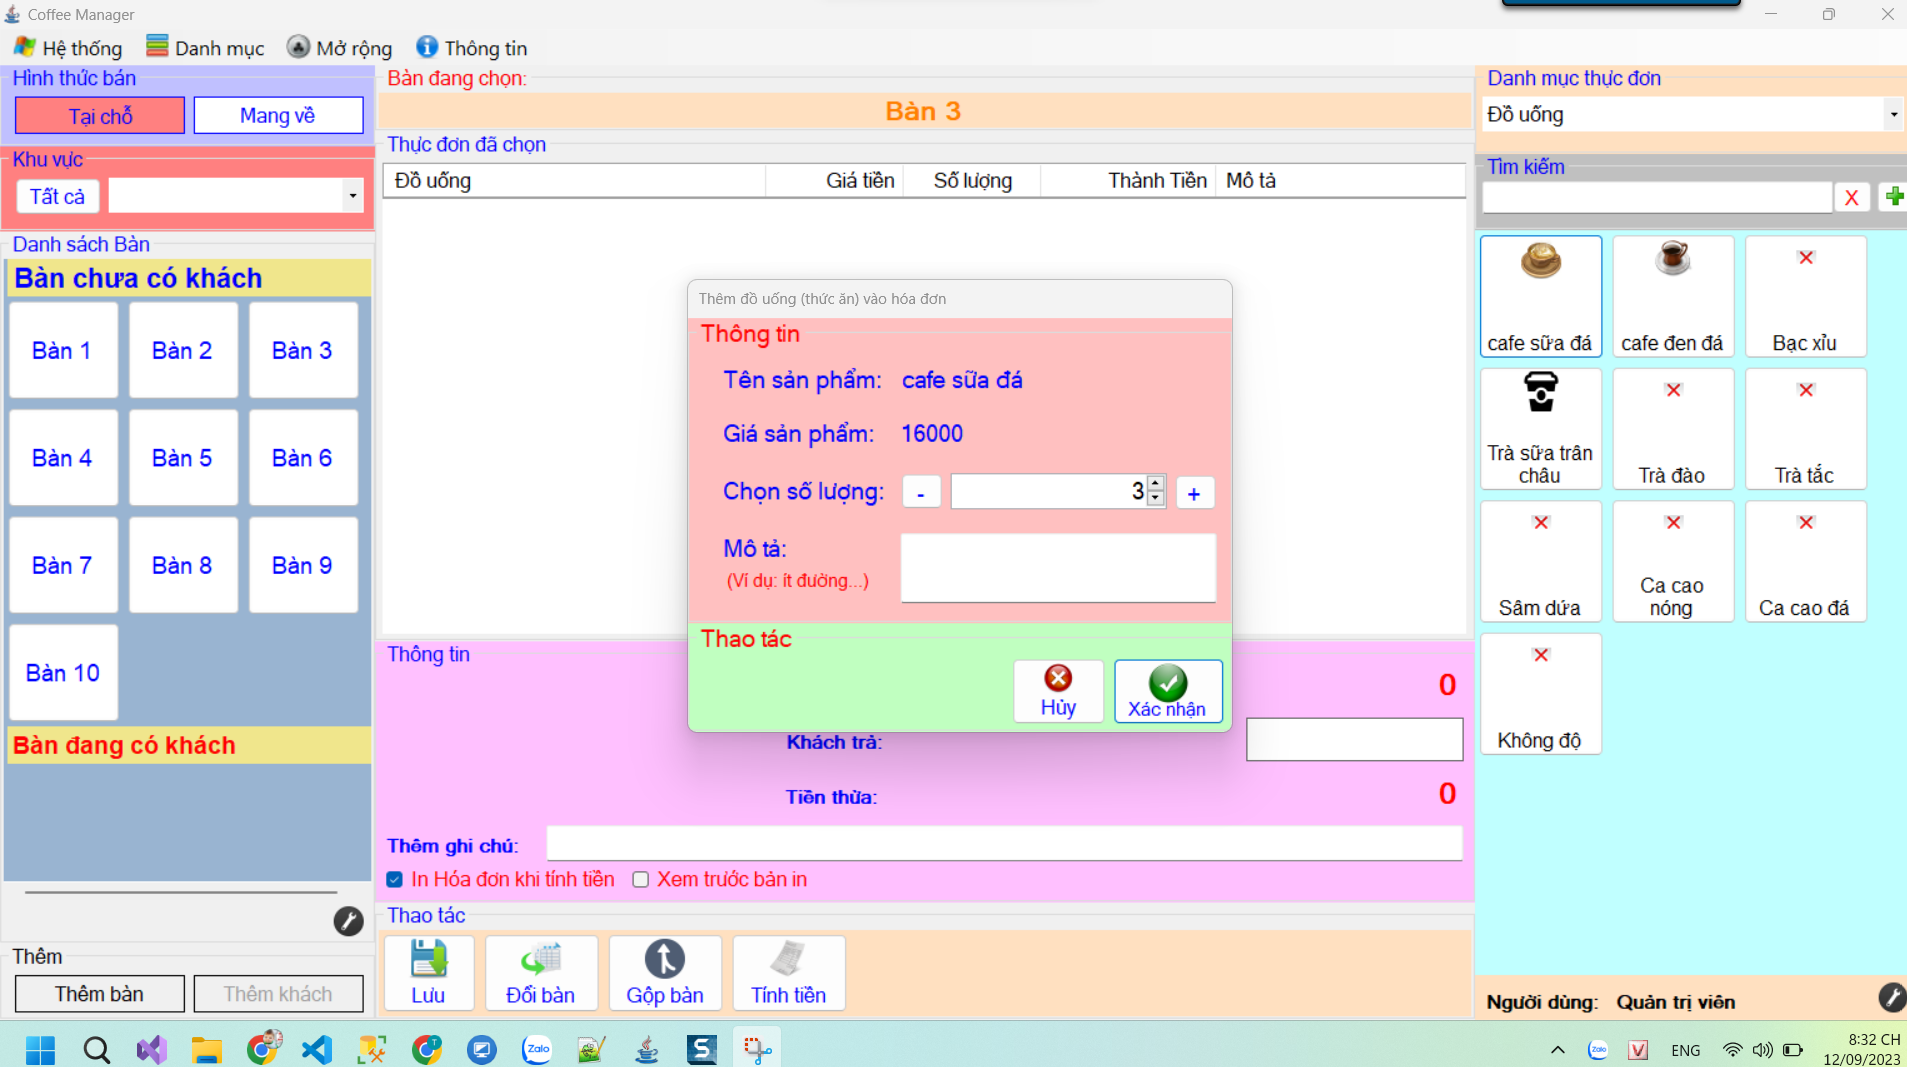 Coffee Manager
Hệ thống
Danh mục
Mở rộng
Thông tin
Hình thức bán
Tại chỗ
Mang về
Khu vực
Tất cả
Danh sách Bàn
Bàn chưa có khách
Bàn 1
Bàn 2
Bàn 3
Bàn 4
Bàn 5
Bàn 6
Bàn 7
Bàn 8
Bàn 9
Bàn 10
Bàn đang có khách
Thêm
Thêm bàn
Thêm khách
Bàn đang chọn:
Bàn 3
Thực đơn đã chọn
Đồ uống
Giá tiền
Số lượng
Thành Tiền
Mô tả
Thêm đồ uống (thức ăn) vào hóa đơn
Thông tin
Tên sản phẩm: cafe sữa đá
Giá sản phẩm: 16000
Chọn số lượng: - 3 +
Mô tả:
(Ví dụ: ít đường...)
Thao tác
Hủy
Xác nhận
Thông tin
0
Khách trả:
Tiền thừa: 0
Thêm ghi chú:
In Hóa đơn khi tính tiền
Xem trước bản in
Thao tác
Lưu
Đổi bàn
Gộp bàn
Tính tiền
Danh mục thực đơn
Đồ uống
Tìm kiếm
X
cafe sữa đá
cafe đen đá
Bạc xỉu
Trà sữa trân
châu
Trà đào
Trà tắc
Sâm dứa
Ca cao
nóng
Ca cao đá
Không độ
Người dùng: Quản trị viên
Zalo
S
Zalo
V
ENG
8:32 CH
12/09/2023